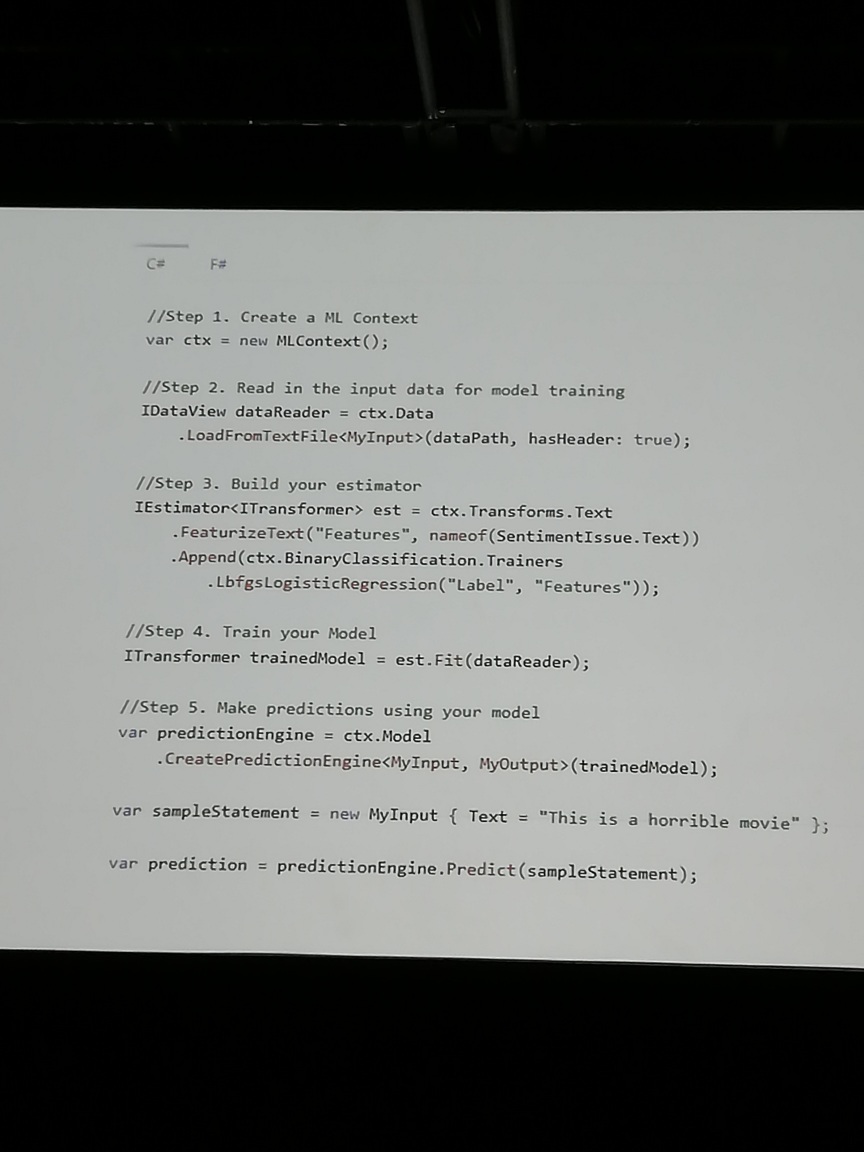 C# F#
//Step 1. Create a ML Context
var ctx = new MLContext();
//Step 2. Read in the input data for model training
IDataView dataReader = ctx.Data
.LoadFromTextFile<MyInput>(dataPath, hasHeader: true);
//Step 3. Build your estimator
IEstimator<ITransformer> est = ctx.Transforms.Text
.FeaturizeText("Features", nameof(SentimentIssue.Text))
.Append(ctx.BinaryClassification.Trainers
.LbfgsLogisticRegression("Label", "Features"));
//Step 4. Train your Model
ITransformer trainedModel = est.Fit(dataReader);
//Step 5. Make predictions using your model
var predictionEngine = ctx.Model
.CreatePredictionEngine<MyInput, MyOutput>(trainedModel);
var sampleStatement = new MyInput { Text = "This is a horrible movie" };
var prediction = predictionEngine.Predict(sampleStatement);